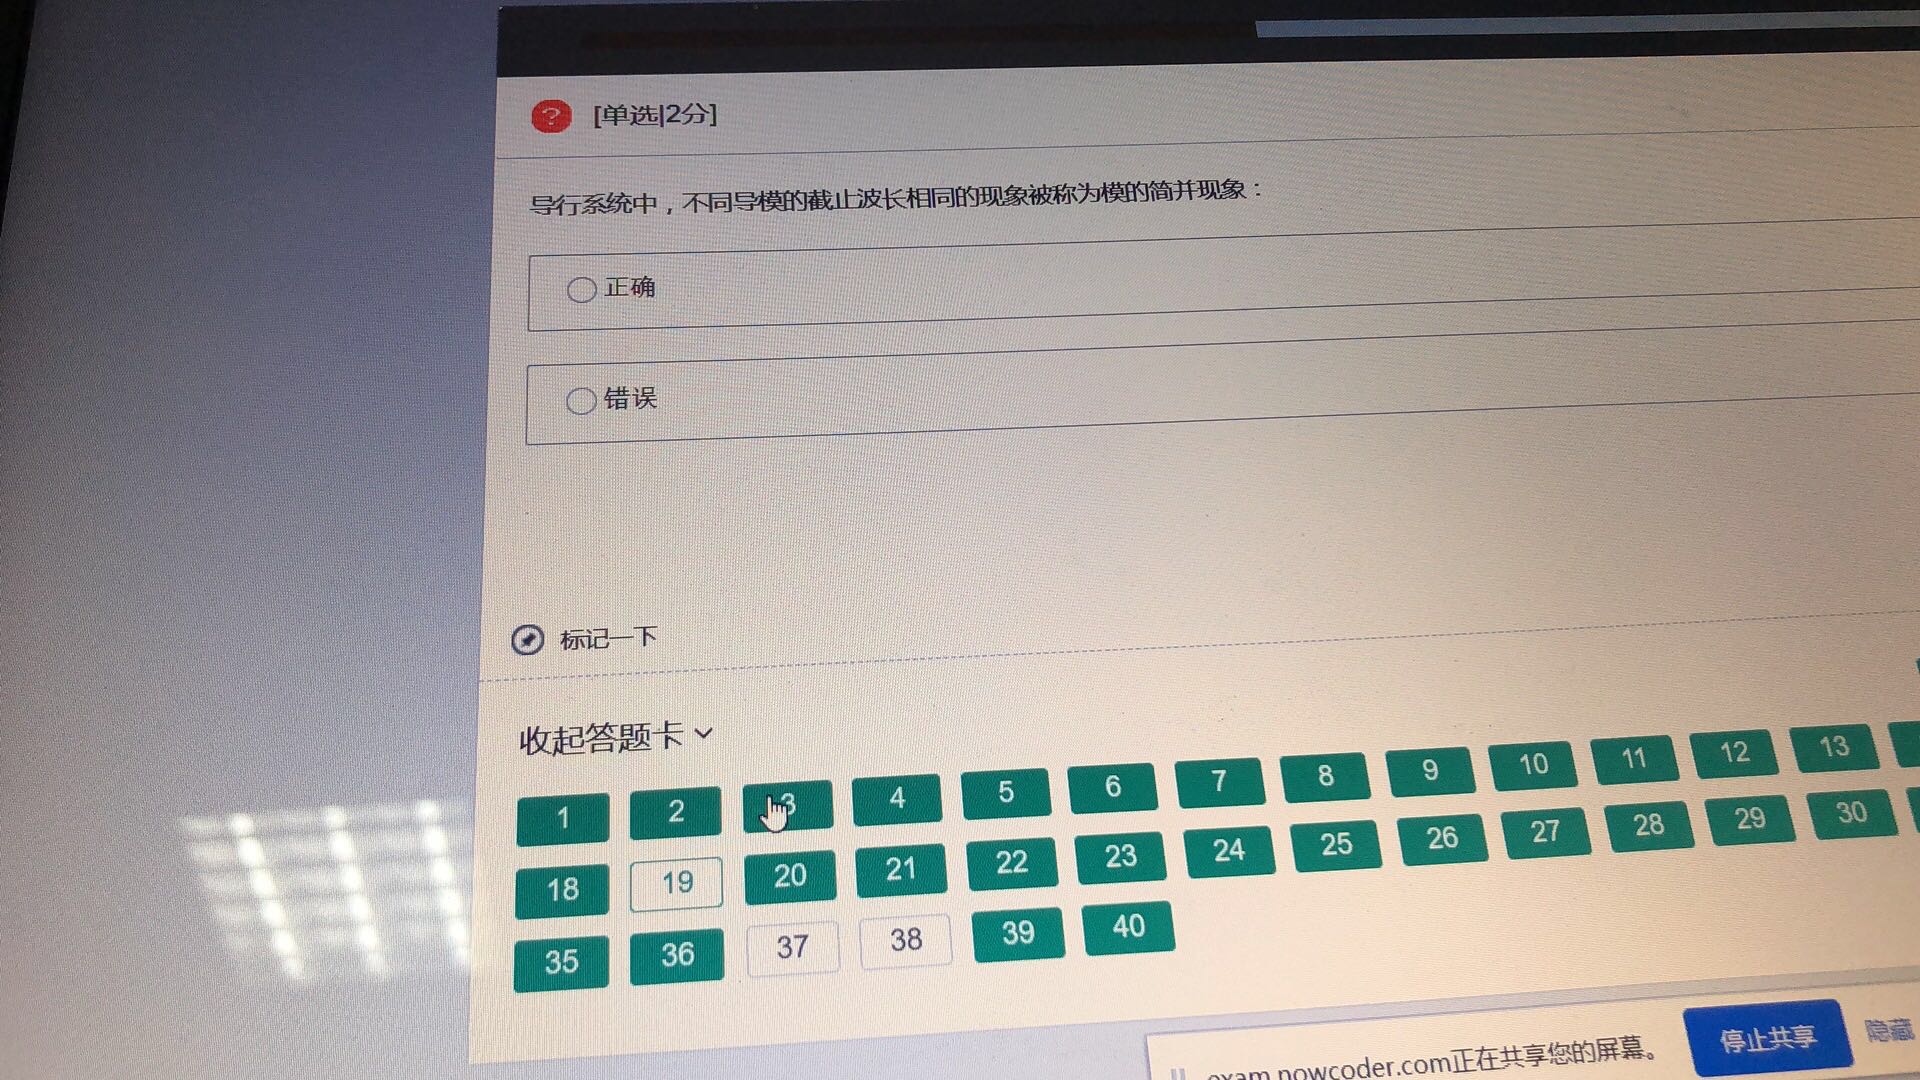 ? [单选|2分]
导行系统中，不同导模的截止波长相同的现象被称为模的简并现象：
正确
错误
标记一下
收起答题卡
1 2 3 4 5 6 7 8 9 10 11 12 13
18 19 20 21 22 23 24 25 26 27 28 29 30
35 36 37 38 39 40
exam.nowcoder.com正在共享您的屏幕。 停止共享 隐藏